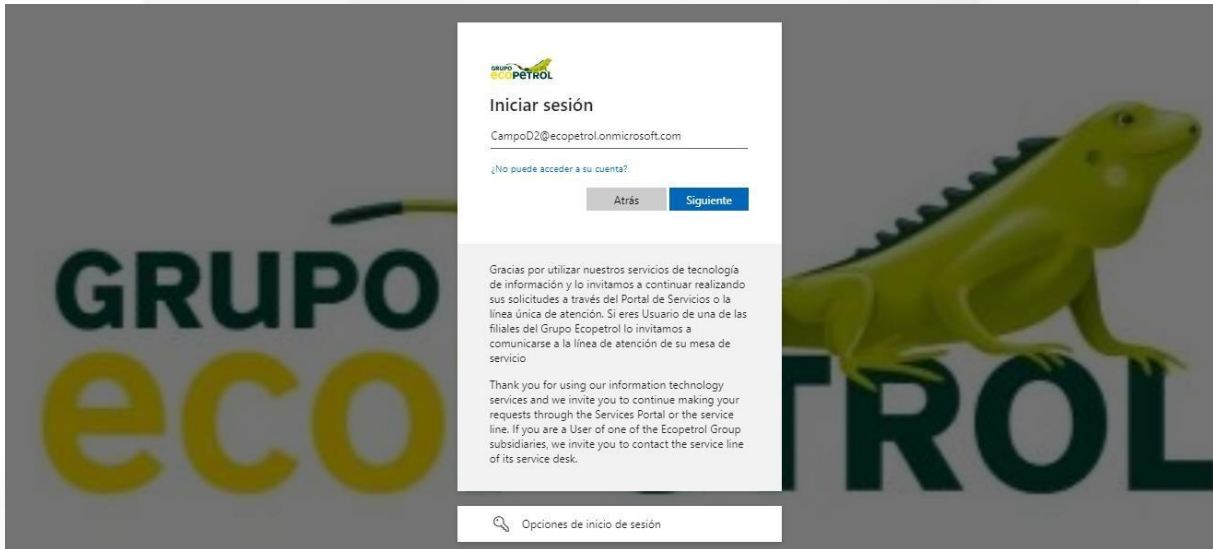 GRUPO
ecoPETROL
Iniciar sesión
CampoD2@ecopetrol.onmicrosoft.com
¿No puede acceder a su cuenta?
Atrás Siguiente
Gracias por utilizar nuestros servicios de tecnología
de información y lo invitamos a continuar realizando
sus solicitudes a través del Portal de Servicios o la
línea única de atención. Si eres Usuario de una de las
filiales del Grupo Ecopetrol lo invitamos a
comunicarse a la línea de atención de su mesa de
servicio
Thank you for using our information technology
services and we invite you to continue making your
requests through the Services Portal or the service
line. If you are a User of one of the Ecopetrol Group
subsidiaries, we invite you to contact the service line
of its service desk.
Opciones de inicio de sesión
GRUPO
eco TROL